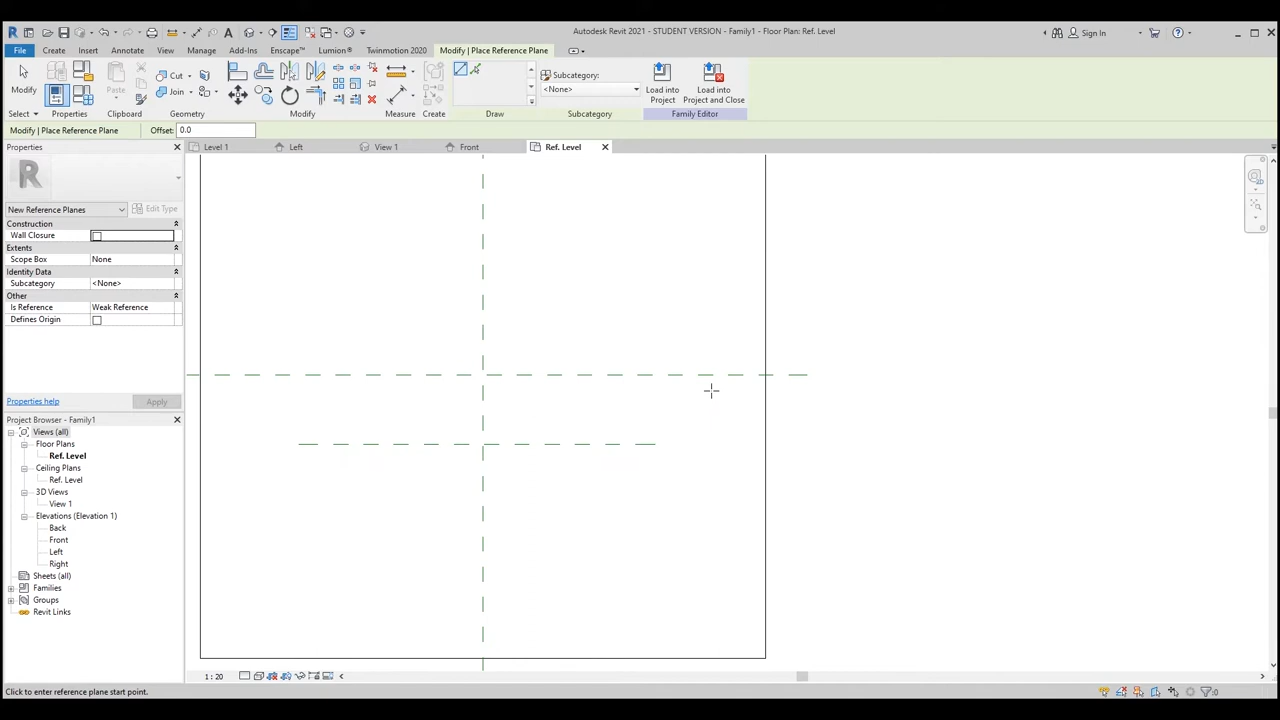 Autodesk Revit 2021 - STUDENT VERSION - Family1 - Floor Plan: Ref. Level
Sign In
File Create Insert Annotate View Manage Add-Ins Enscape™ Lumion® Twinmotion 2020 Modify | Place Reference Plane
Modify Paste Cut Join Subcategory: <None> Load into Project Load into Project and Close
Select Properties Clipboard Geometry Modify Measure Create Draw Subcategory Family Editor
Modify | Place Reference Plane Offset: 0.0
Properties Level 1 Left View 1 Front Ref. Level
New Reference Planes Edit Type
Construction
Wall Closure
Extents
Scope Box None
Identity Data
Subcategory <None>
Other
Is Reference Weak Reference
Defines Origin
Properties help Apply
Project Browser - Family1
Views (all)
Floor Plans
Ref. Level
Ceiling Plans
Ref. Level
3D Views
View 1
Elevations (Elevation 1)
Back
Front
Left
Right
Sheets (all)
Families
Groups
Revit Links
1 : 20
Click to enter reference plane start point.
:0